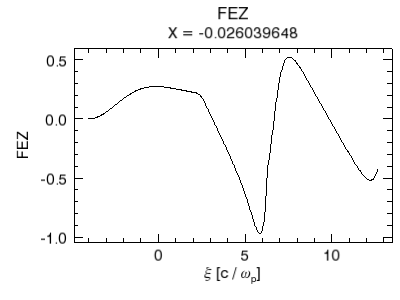 FEZ
X = -0.026039648
0.5
0.0
-0.5
-1.0
FEZ
0 5 10
ξ [c / ωp]